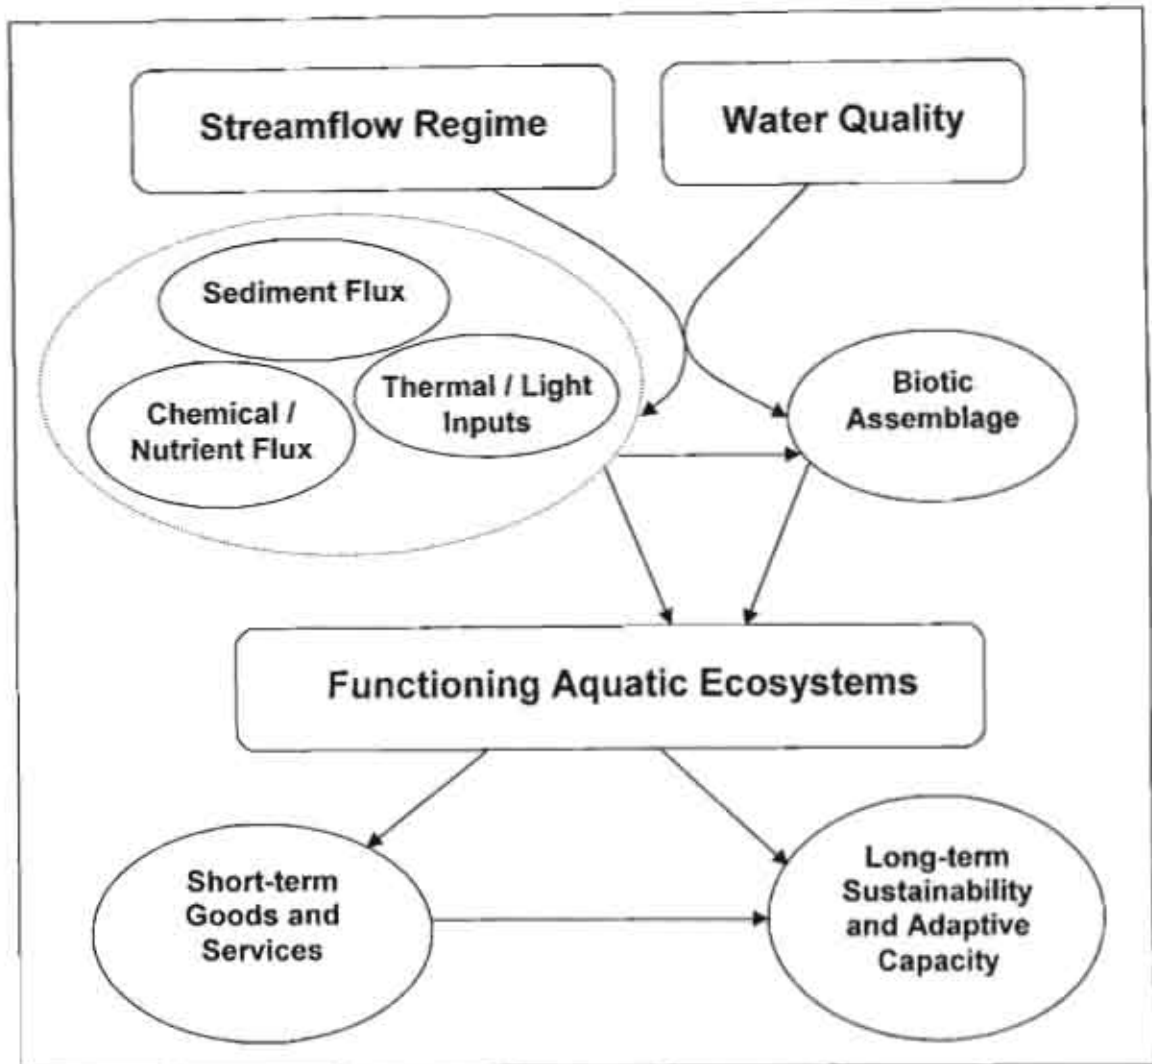 Streamflow Regime
Water Quality
Sediment Flux
Thermal / Light
Inputs
Chemical /
Nutrient Flux
Biotic
Assemblage
Functioning Aquatic Ecosystems
Short-term
Goods and
Services
Long-term
Sustainability
and Adaptive
Capacity